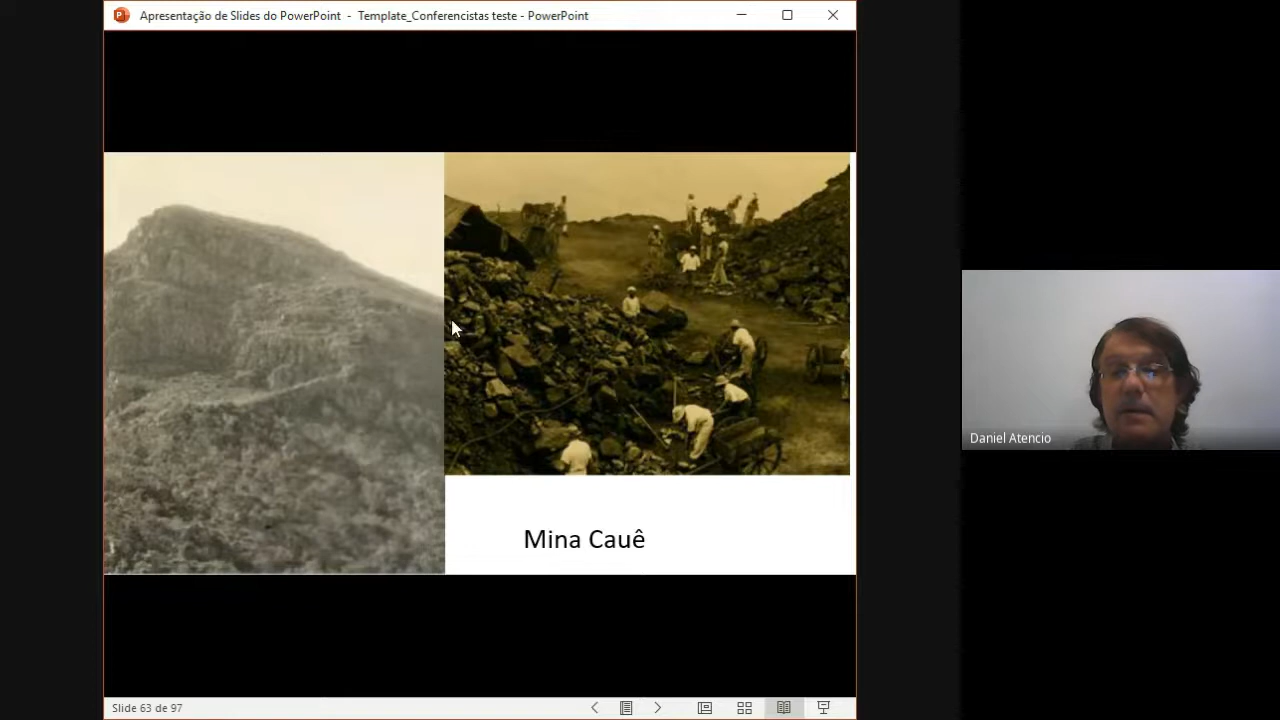 Apresentação de Slides do PowerPoint - Template_Conferencistas teste - PowerPoint
Mina Cauê
Daniel Atencio
Slide 63 de 97